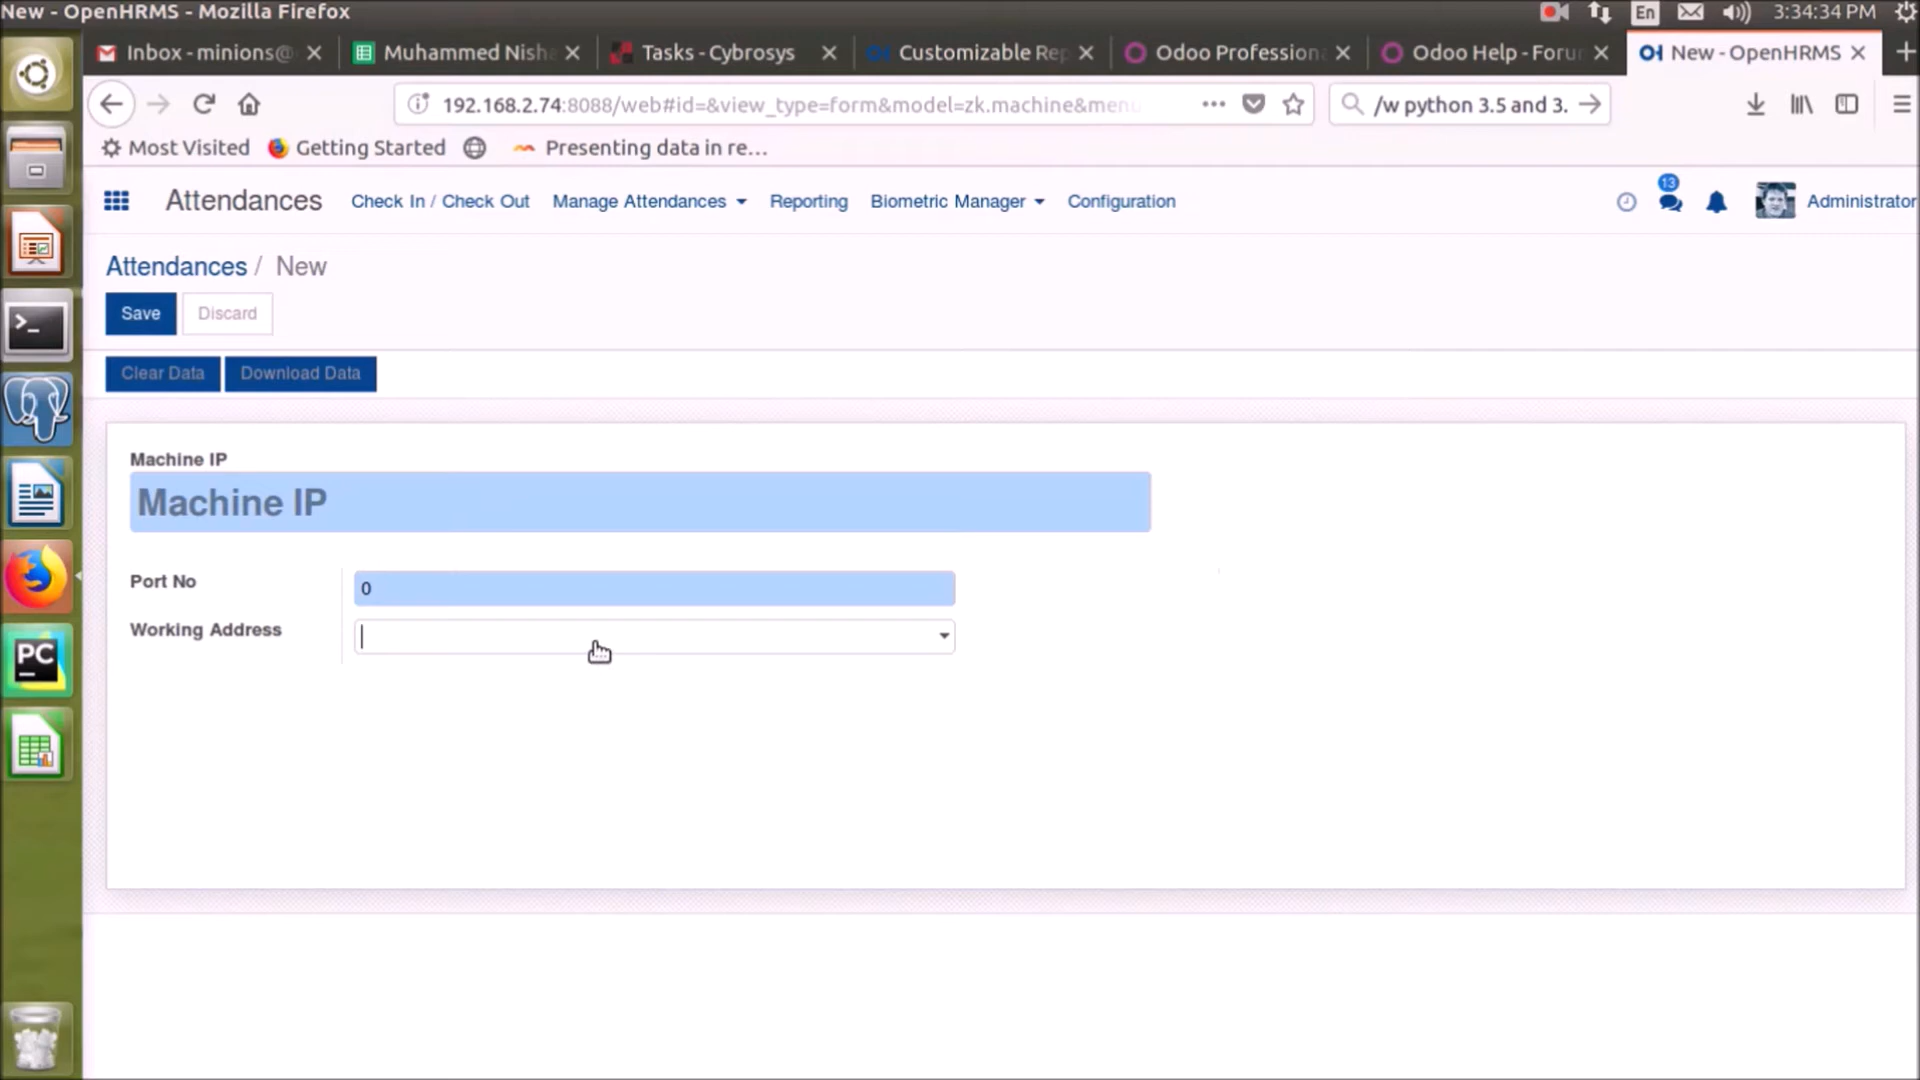 New - OpenHRMS - Mozilla Firefox
En
3:34:34 PM
Inbox - minions@
Muhammed Nisha
Tasks - Cybrosys
Customizable Rep
Odoo Profession
Odoo Help - Foru
New - OpenHRMS
192.168.2.74:8088/web#id=&view_type=form&model=zk.machine&menu
/w python 3.5 and 3.
Most Visited
Getting Started
Presenting data in re...
Attendances
Check In / Check Out
Manage Attendances
Reporting
Biometric Manager
Configuration
13
Administrator
Attendances / New
Save
Discard
Clear Data
Download Data
Machine IP
Machine IP
Port No
0
Working Address
PC